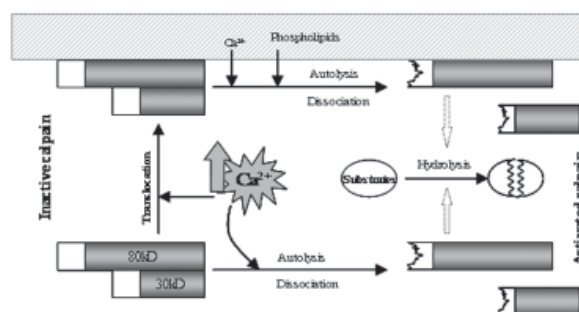 Phospholipids
Ca²⁺
Autolysis
Dissociation
Inactive calpain
Translocation
Ca²⁺
Substrates
Hydrolysis
80kD
30kD
Autolysis
Dissociation